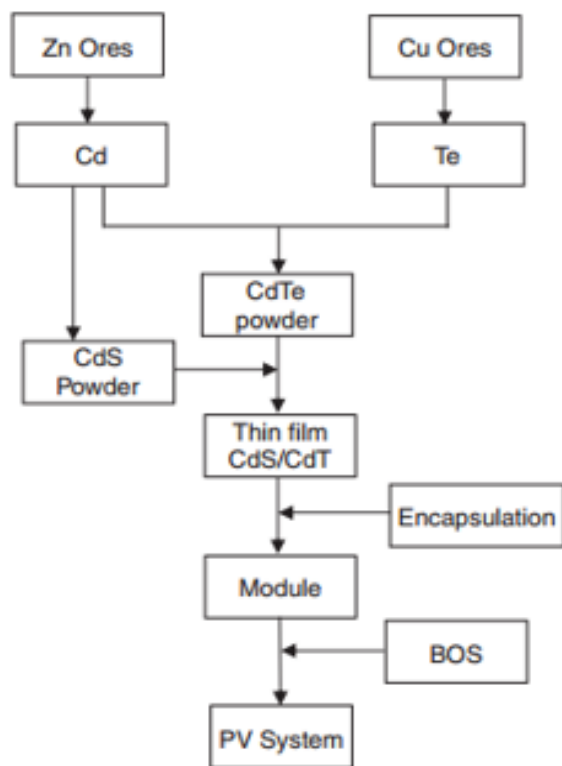 Zn Ores
Cu Ores
Cd
Te
CdTe
powder
CdS
Powder
Thin film
CdS/CdT
Encapsulation
Module
BOS
PV System